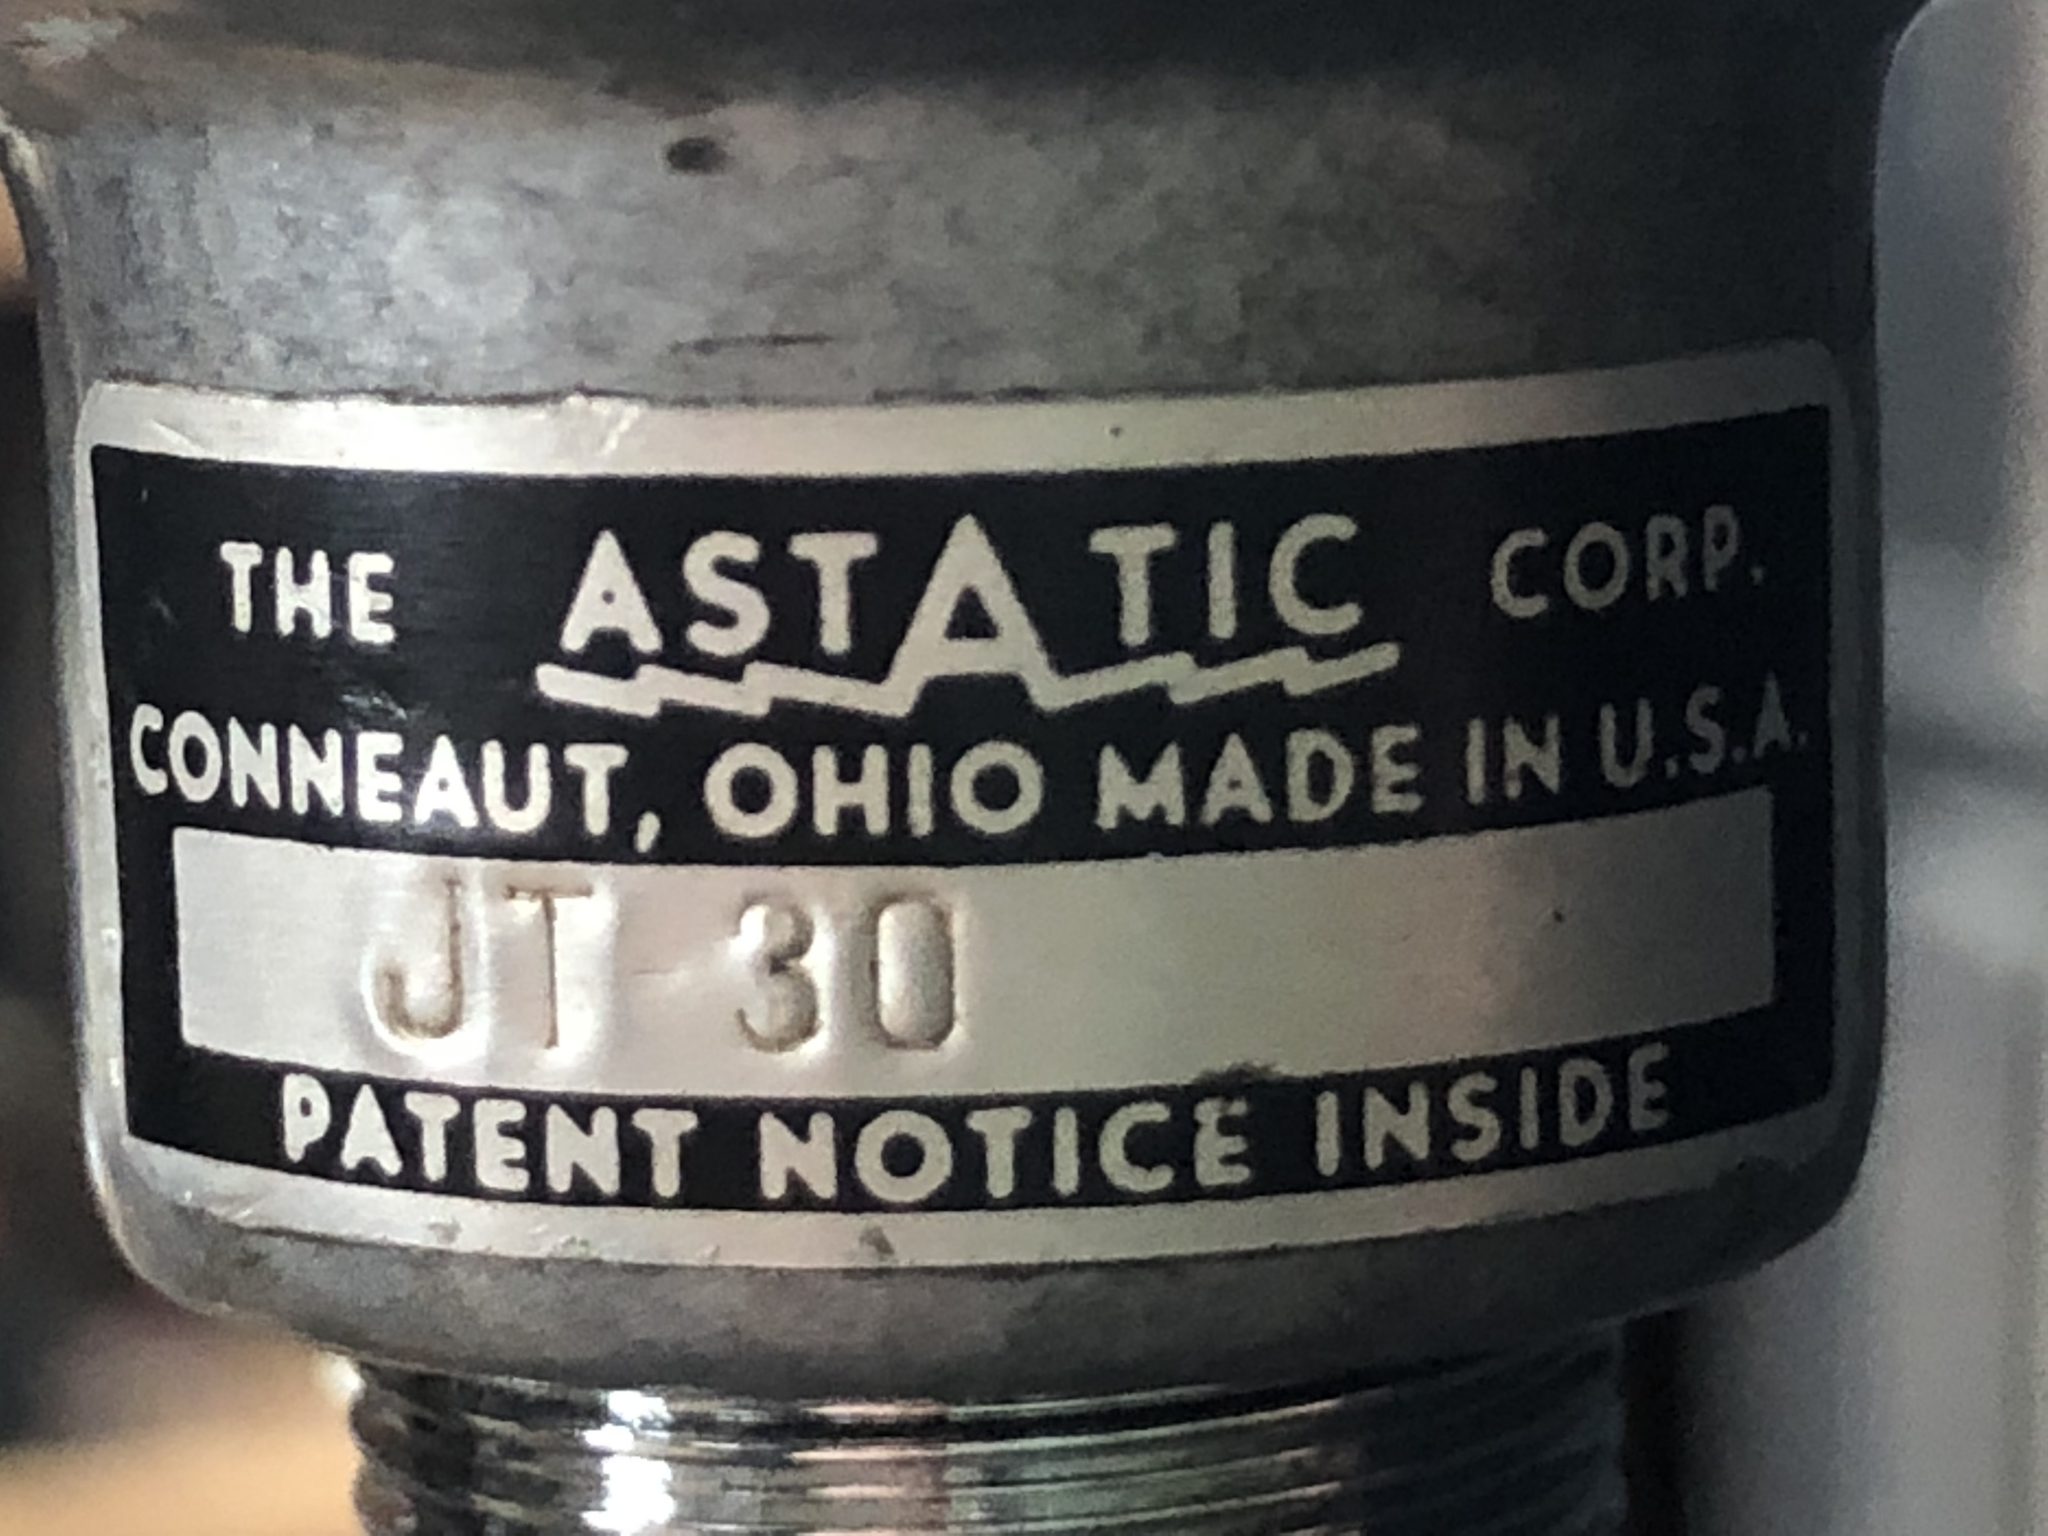 THE ASTATIC CORP.
CONNEAUT, OHIO MADE IN U.S.A.
JT 30
PATENT NOTICE INSIDE